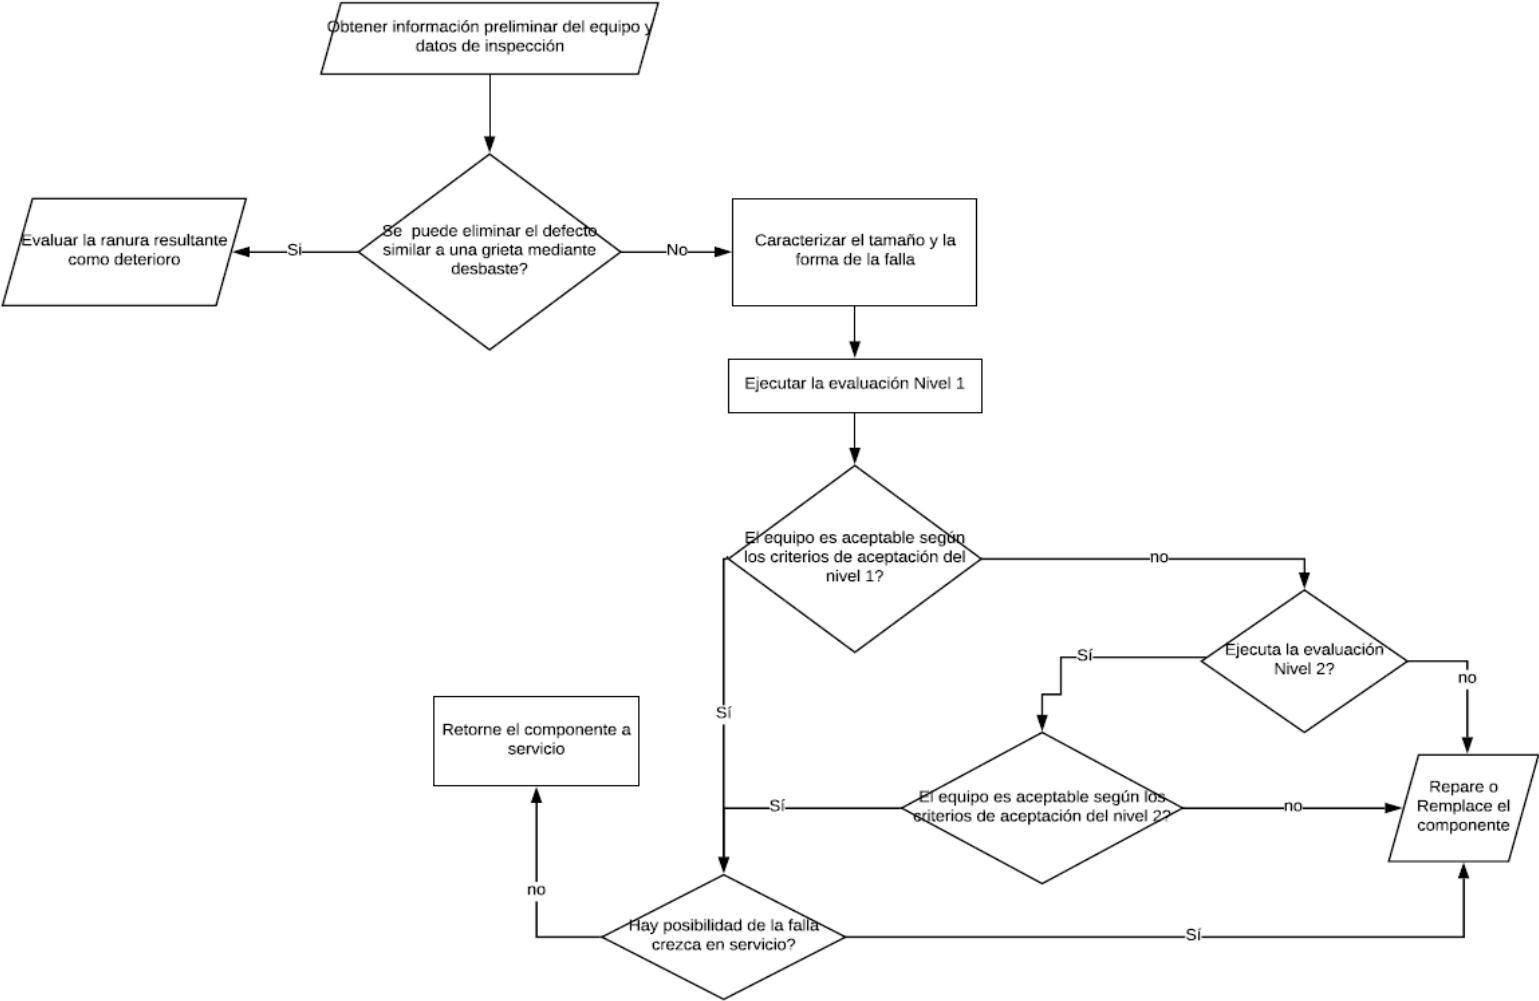 Obtener información preliminar del equipo y
datos de inspección
Se puede eliminar el defecto
similar a una grieta mediante
desbaste?
Si
Evaluar la ranura resultante
como deterioro
No
Caracterizar el tamaño y la
forma de la falla
Ejecutar la evaluación Nivel 1
El equipo es aceptable según
los criterios de aceptación del
nivel 1?
no
Ejecuta la evaluación
Nivel 2?
Sí
no
Sí
Retorne el componente a
servicio
El equipo es aceptable según los
criterios de aceptación del nivel 2?
Sí
no
Repare o
Remplace el
componente
no
Hay posibilidad de la falla
crezca en servicio?
Sí